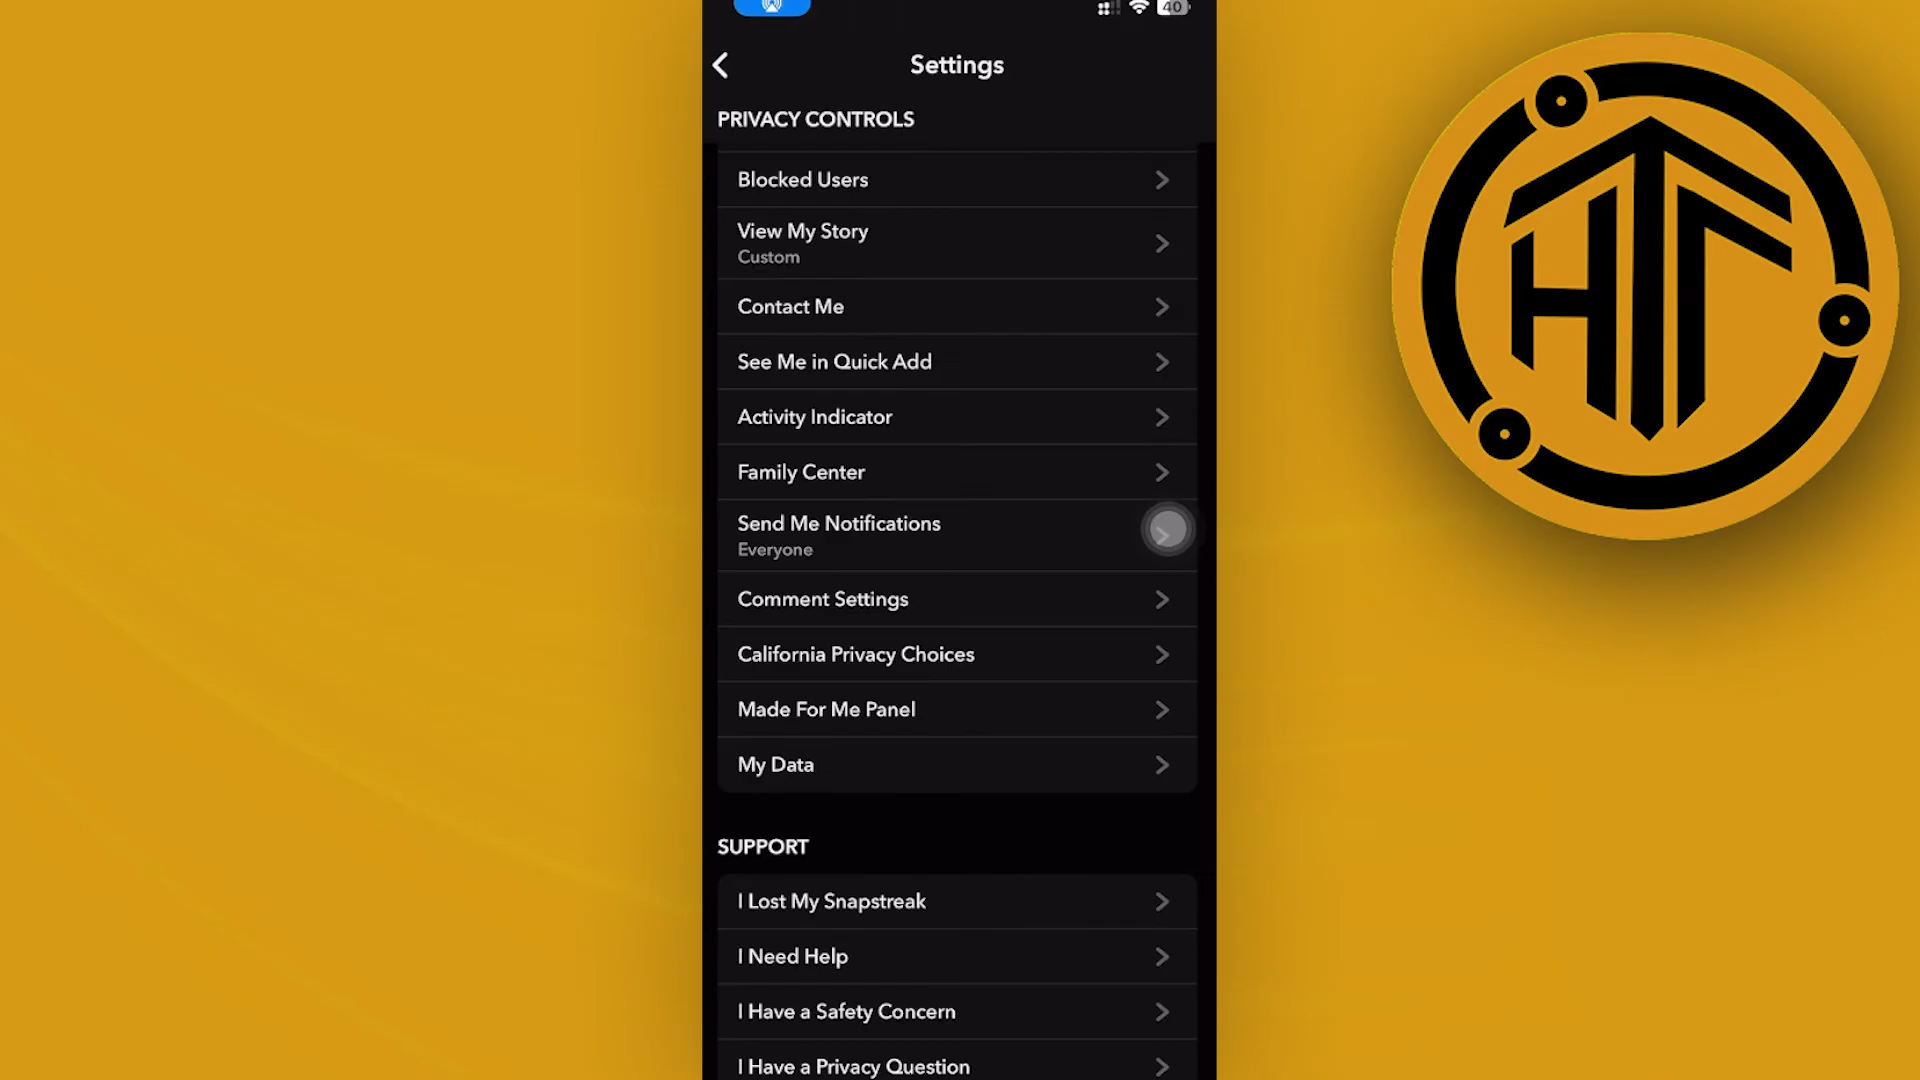 40
Settings
PRIVACY CONTROLS
Blocked Users
View My Story
Custom
Contact Me
See Me in Quick Add
Activity Indicator
Family Center
Send Me Notifications
Everyone
Comment Settings
California Privacy Choices
Made For Me Panel
My Data
SUPPORT
I Lost My Snapstreak
I Need Help
I Have a Safety Concern
I Have a Privacy Question
HT